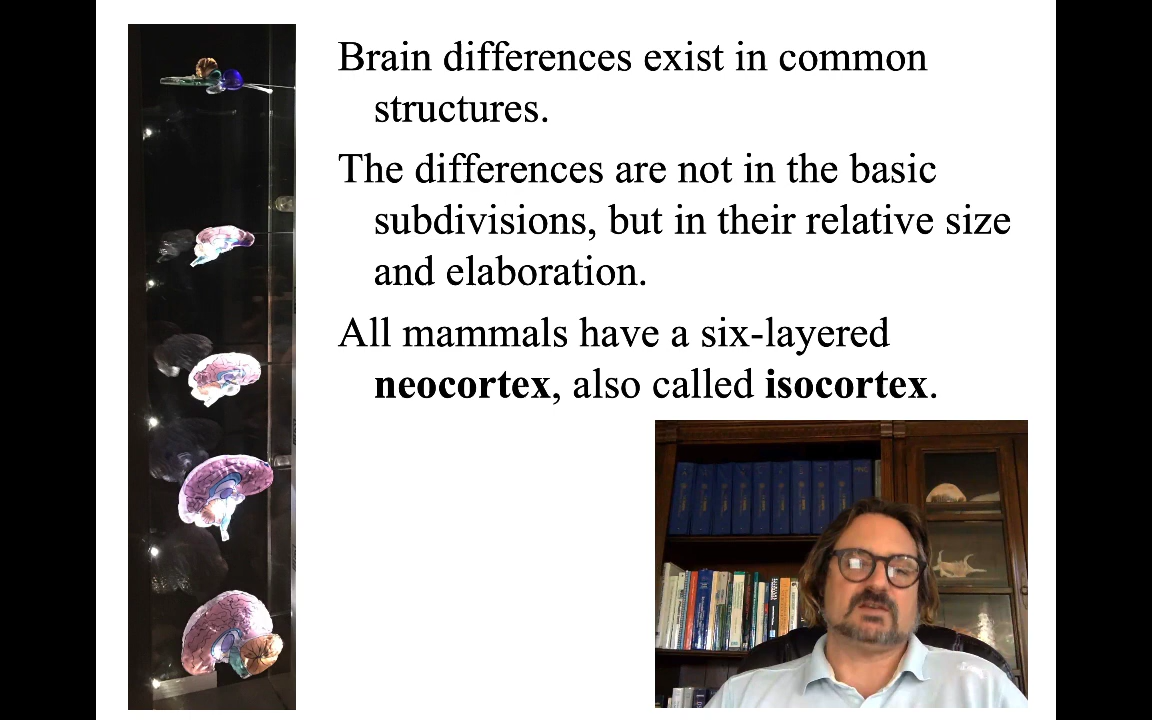 Brain differences exist in common
structures.
The differences are not in the basic
subdivisions, but in their relative size
and elaboration.
All mammals have a six-layered
neocortex, also called isocortex.